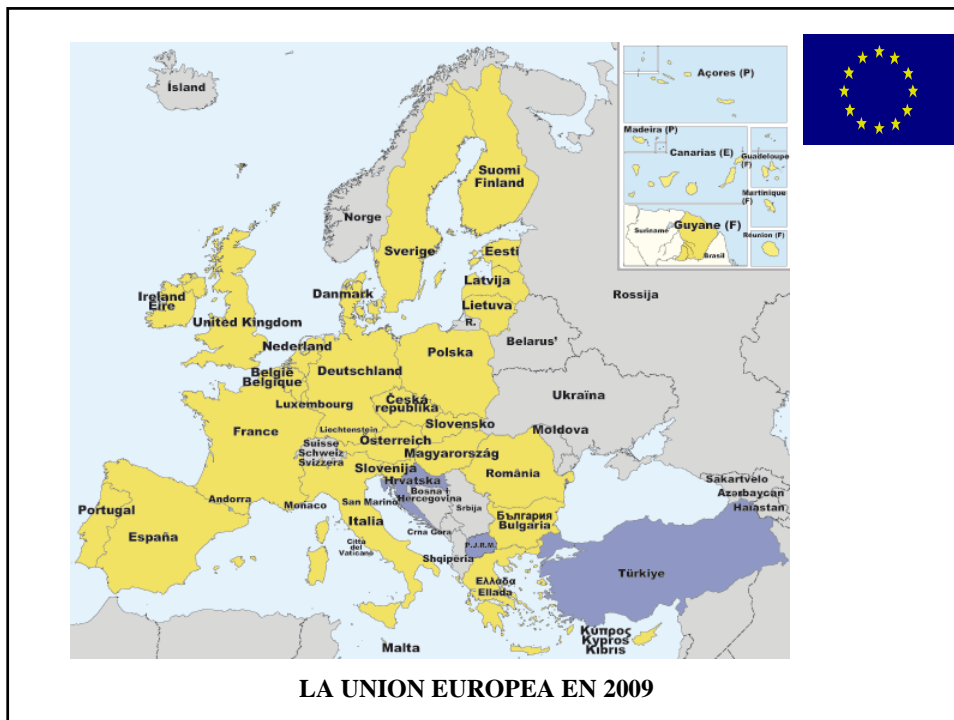 Ísland
Açores (P)
Madeira (P)
Canarias (E)
Guadeloupe
(F)
Martinique
(F)
Guyane (F)
Suriname
Brasil
Réunion (F)
Suomi
Finland
Norge
Sverige
Eesti
Latvija
Danmark
Lietuva
R.
Rossija
Ireland
Éire
United Kingdom
Belarus'
Nederland
Polska
België
Belgique
Deutschland
Ukraïna
Luxembourg
Česká
republika
France
Slovensko
Moldova
Liechtenstein
Österreich
Suisse
Schweiz
Svizzera
Magyarország
Slovenija
România
Hrvatska
Bosna i
Hercegovina
Sakartvelo
Azərbaycan
Haïastan
Andorra
Monaco
San Marino
Srbija
България
Bulgaria
Portugal
España
Italia
Città
del
Vaticano
Crna Gora
P.J.R.M.
Shqipëria
Türkiye
Ελλάδα
Ellada
Κύπρος
Kypros
Kıbrıs
Malta
LA UNION EUROPEA EN 2009